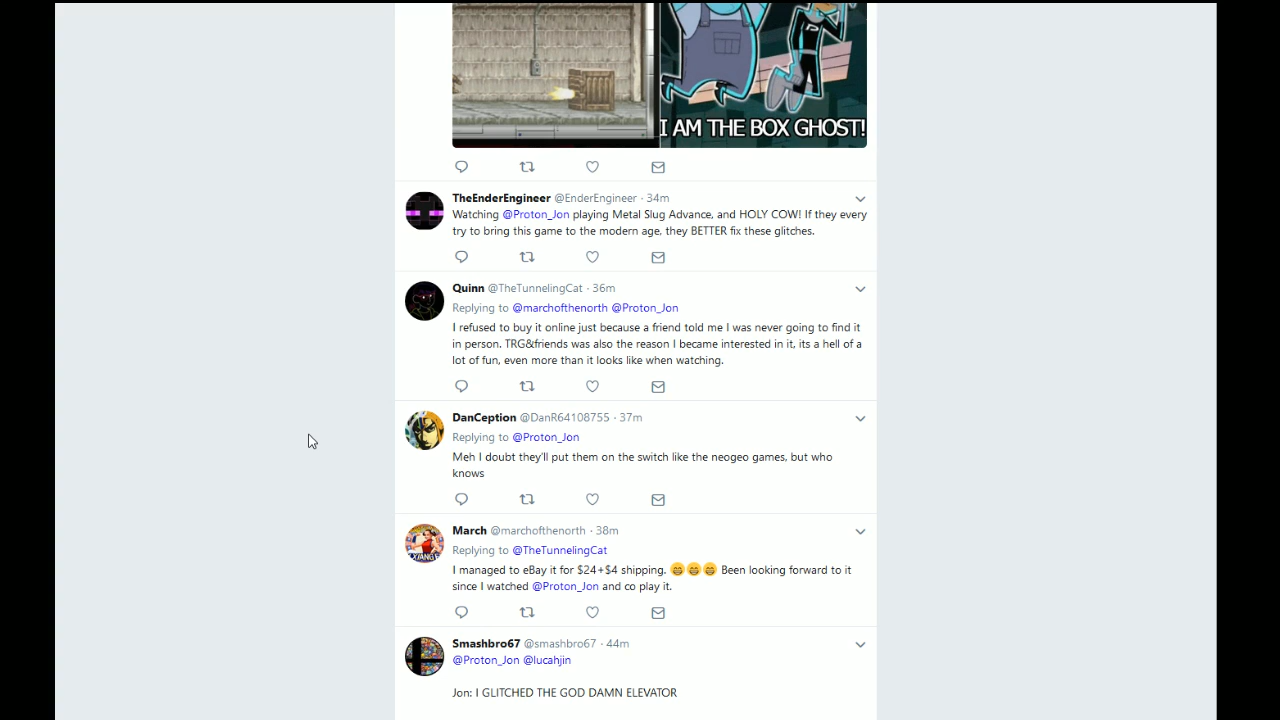 I AM THE BOX GHOST!
TheEnderEngineer @EnderEngineer · 34m
Watching @Proton_Jon playing Metal Slug Advance, and HOLY COW! If they every
try to bring this game to the modern age, they BETTER fix these glitches.
Quinn @TheTunnelingCat · 36m
Replying to @marchofthenorth @Proton_Jon
I refused to buy it online just because a friend told me I was never going to find it
in person. TRG&friends was also the reason I became interested in it, its a hell of a
lot of fun, even more than it looks like when watching.
DanCeption @DanR64108755 · 37m
Replying to @Proton_Jon
Meh I doubt they'll put them on the switch like the neogeo games, but who
knows
March @marchofthenorth · 38m
Replying to @TheTunnelingCat
I managed to eBay it for $24+$4 shipping. 😁😁😁 Been looking forward to it
since I watched @Proton_Jon and co play it.
Smashbro67 @smashbro67 · 44m
@Proton_Jon @lucahjin
Jon: I GLITCHED THE GOD DAMN ELEVATOR